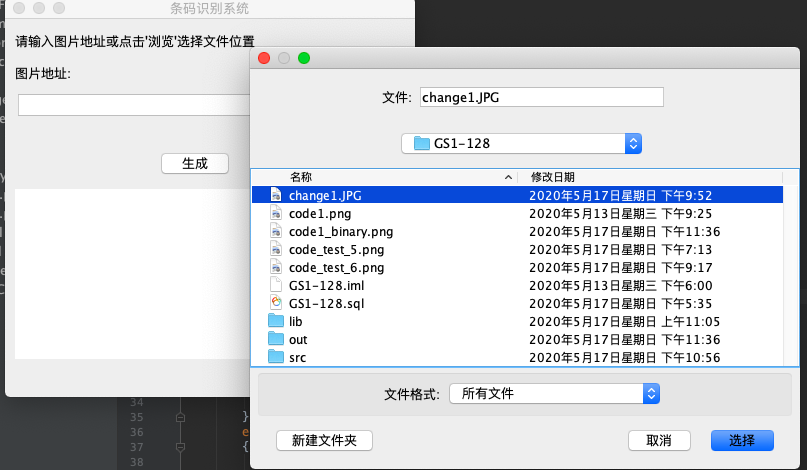 条码识别系统
请输入图片地址或点击'浏览'选择文件位置
图片地址:
生成
文件: change1.JPG
GS1-128
名称 修改日期
change1.JPG 2020年5月17日星期日 下午9:52
code1.png 2020年5月13日星期三 下午9:25
code1_binary.png 2020年5月17日星期日 下午11:36
code_test_5.png 2020年5月17日星期日 下午7:13
code_test_6.png 2020年5月17日星期日 下午9:17
GS1-128.iml 2020年5月13日星期三 下午6:00
GS1-128.sql 2020年5月17日星期日 下午5:35
lib 2020年5月17日星期日 上午11:05
out 2020年5月17日星期日 下午11:36
src 2020年5月17日星期日 下午10:56
文件格式: 所有文件
新建文件夹 取消 选择
34
35 }
36 e
37 {
38